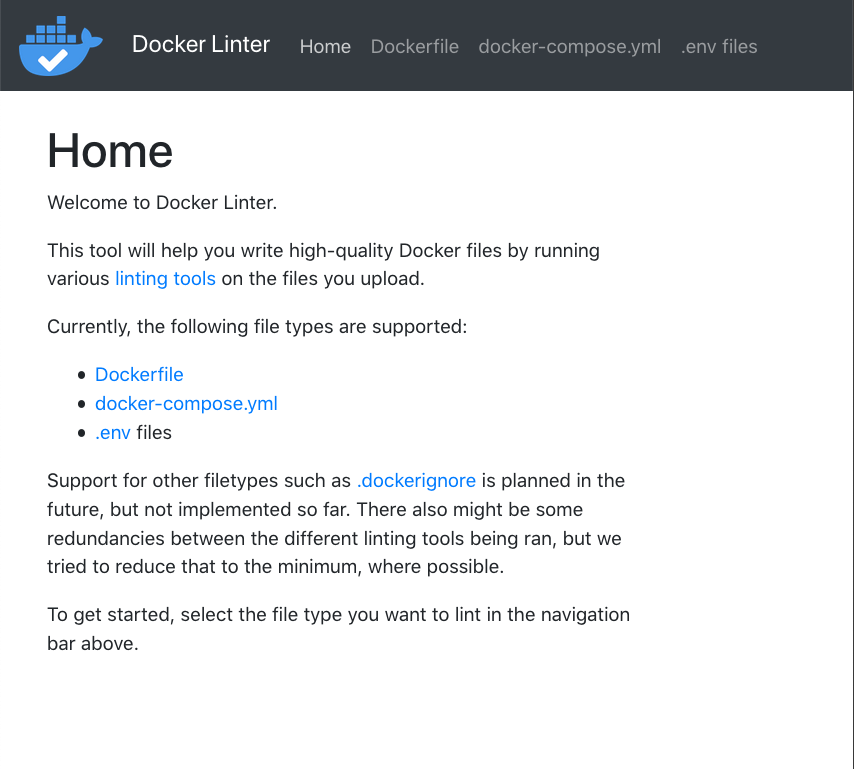 Docker Linter Home Dockerfile docker-compose.yml .env files
Home
Welcome to Docker Linter.
This tool will help you write high-quality Docker files by running
various linting tools on the files you upload.
Currently, the following file types are supported:
Dockerfile
docker-compose.yml
.env files
Support for other filetypes such as .dockerignore is planned in the
future, but not implemented so far. There also might be some
redundancies between the different linting tools being ran, but we
tried to reduce that to the minimum, where possible.
To get started, select the file type you want to lint in the navigation
bar above.